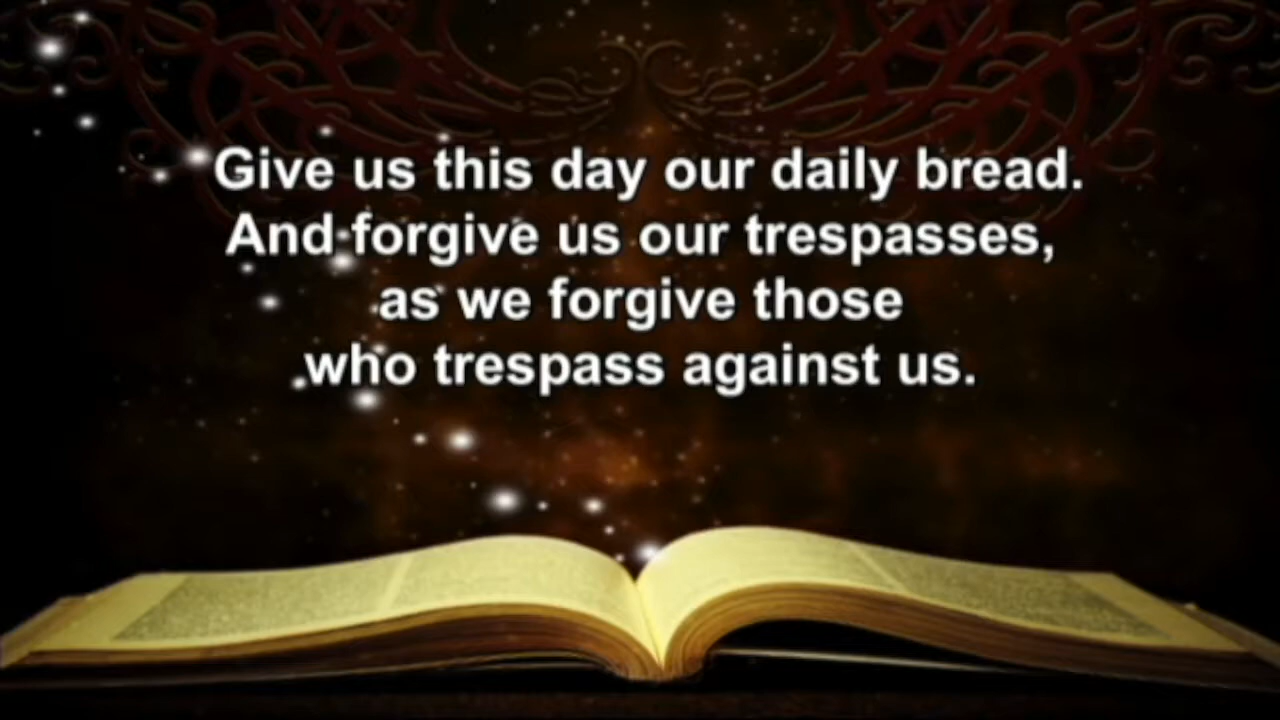 Give us this day our daily bread.
And forgive us our trespasses,
as we forgive those
who trespass against us.